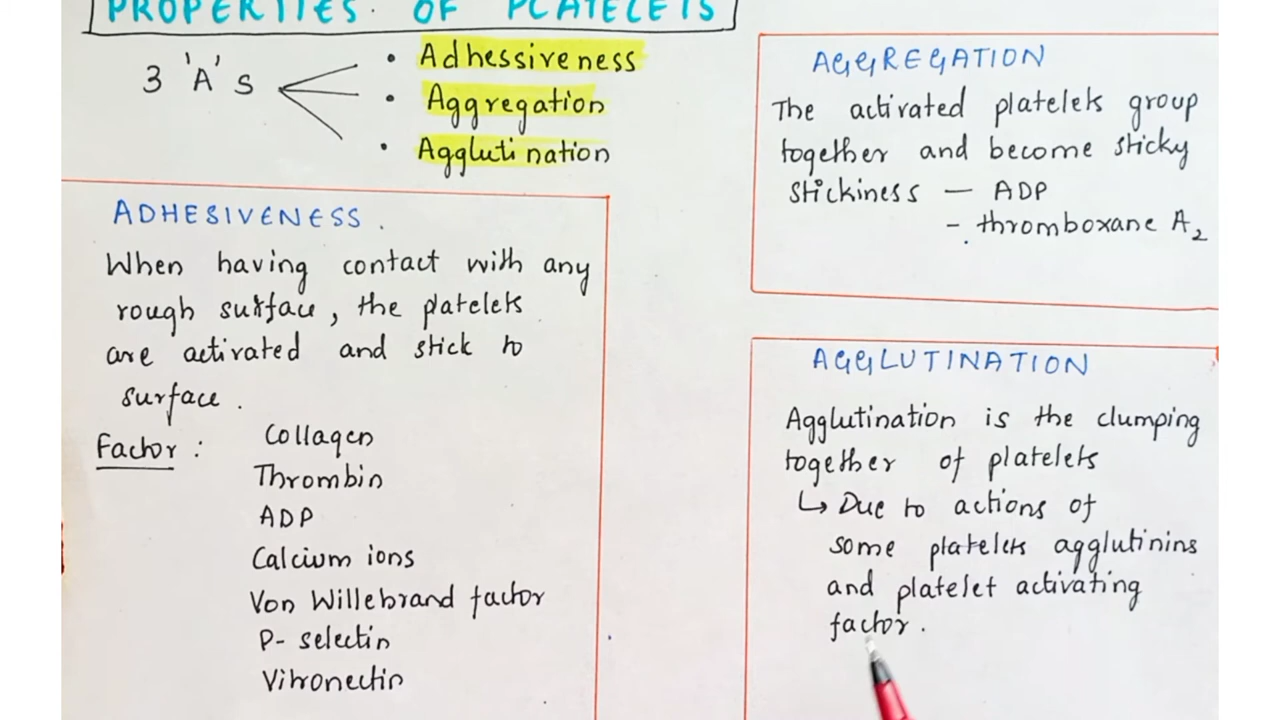 PROPERTIES OF PLATELETS
3 'A's
• Adhessiveness
• Aggregation
• Agglutination
ADHESIVENESS.
When having contact with any
rough surface, the platelets
are activated and stick to
surface.
Factor :
Collagen
Thrombin
ADP
Calcium ions
Von Willebrand factor
P- selectin
Vitronectin
AGGREGATION
The activated platelets group
together and become sticky
stickiness — ADP
- thromboxane A2
AGGLUTINATION
Agglutination is the clumping
together of platelets
↳ Due to actions of
some platelets agglutinins
and platelet activating
factor.